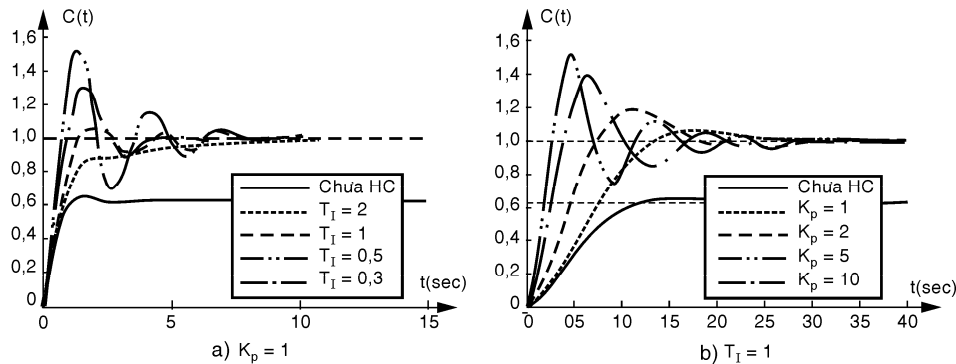 C(t)
1,6
1,4
1,2
1,0
0,8
0,6
0,4
0,2
0
0
5
10
15
t(sec)
Chưa HC
T_I = 2
T_I = 1
T_I = 0,5
T_I = 0,3
a) K_p = 1
C(t)
1,6
1,4
1,2
1,0
0,8
0,6
0,4
0,2
0
0
05
10
15
20
25
30
35
40
t(sec)
Chưa HC
K_p = 1
K_p = 2
K_p = 5
K_p = 10
b) T_I = 1